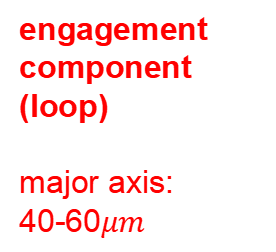 engagement
component
(loop)
major axis:
40-60𝜇𝑚